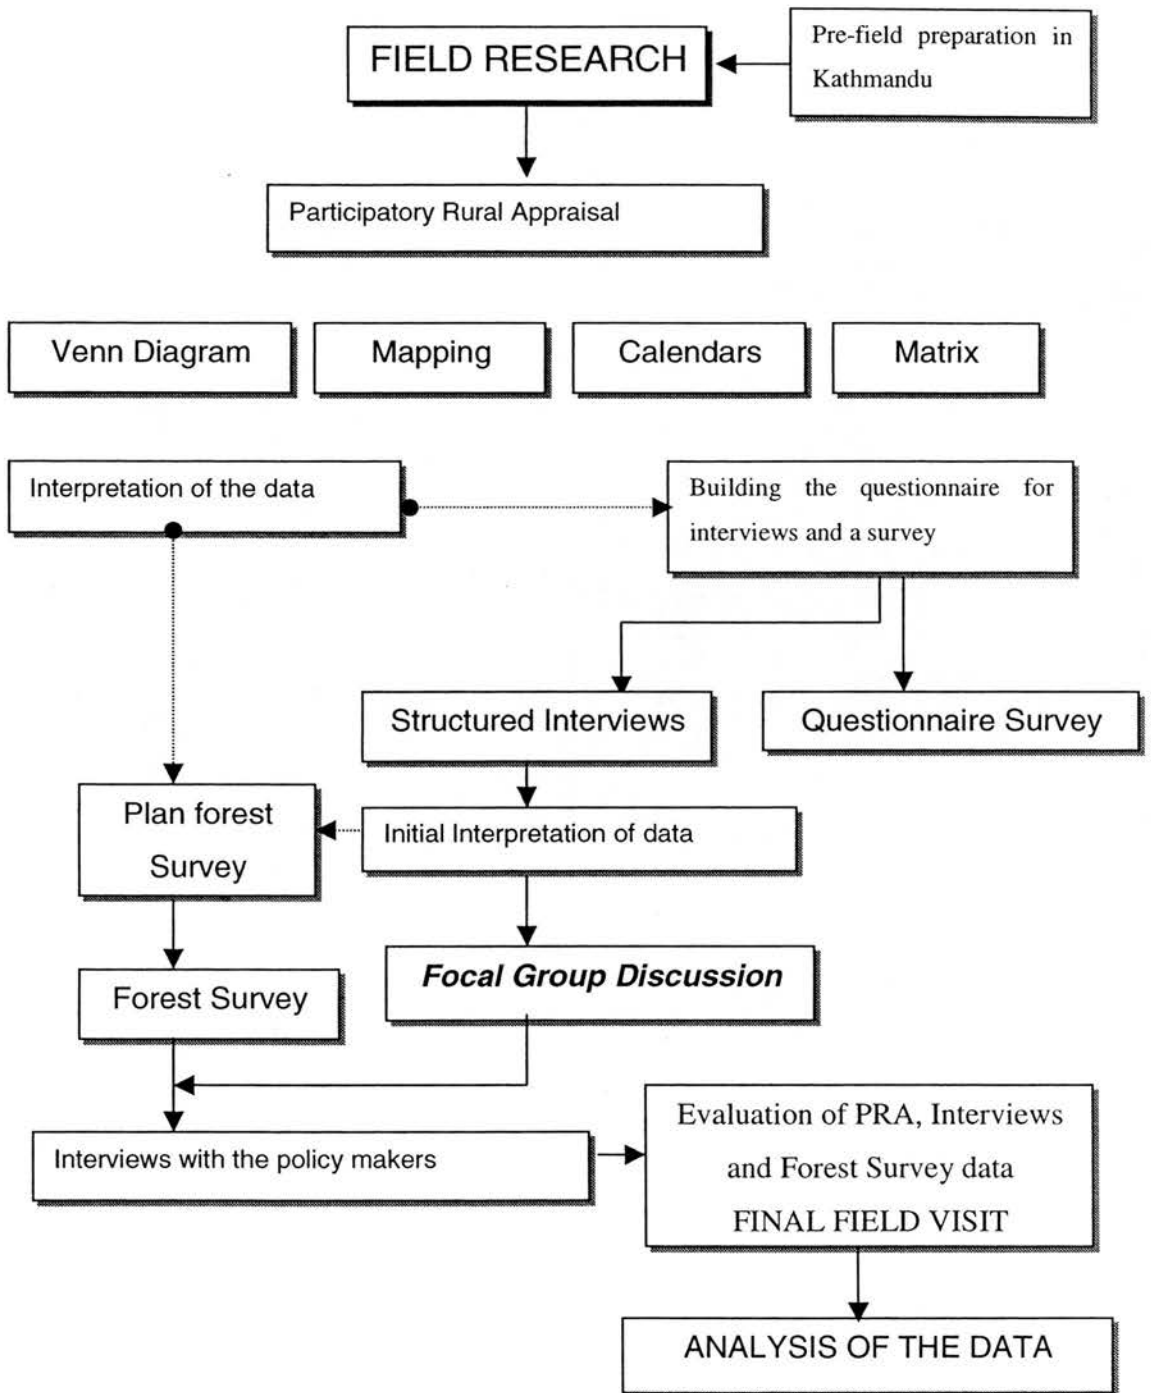 FIELD RESEARCH
Pre-field preparation in
Kathmandu
Participatory Rural Appraisal
Venn Diagram
Mapping
Calendars
Matrix
Interpretation of the data
Building the questionnaire for
interviews and a survey
Structured Interviews
Questionnaire Survey
Plan forest
Survey
Initial Interpretation of data
Forest Survey
Focal Group Discussion
Interviews with the policy makers
Evaluation of PRA, Interviews
and Forest Survey data
FINAL FIELD VISIT
ANALYSIS OF THE DATA